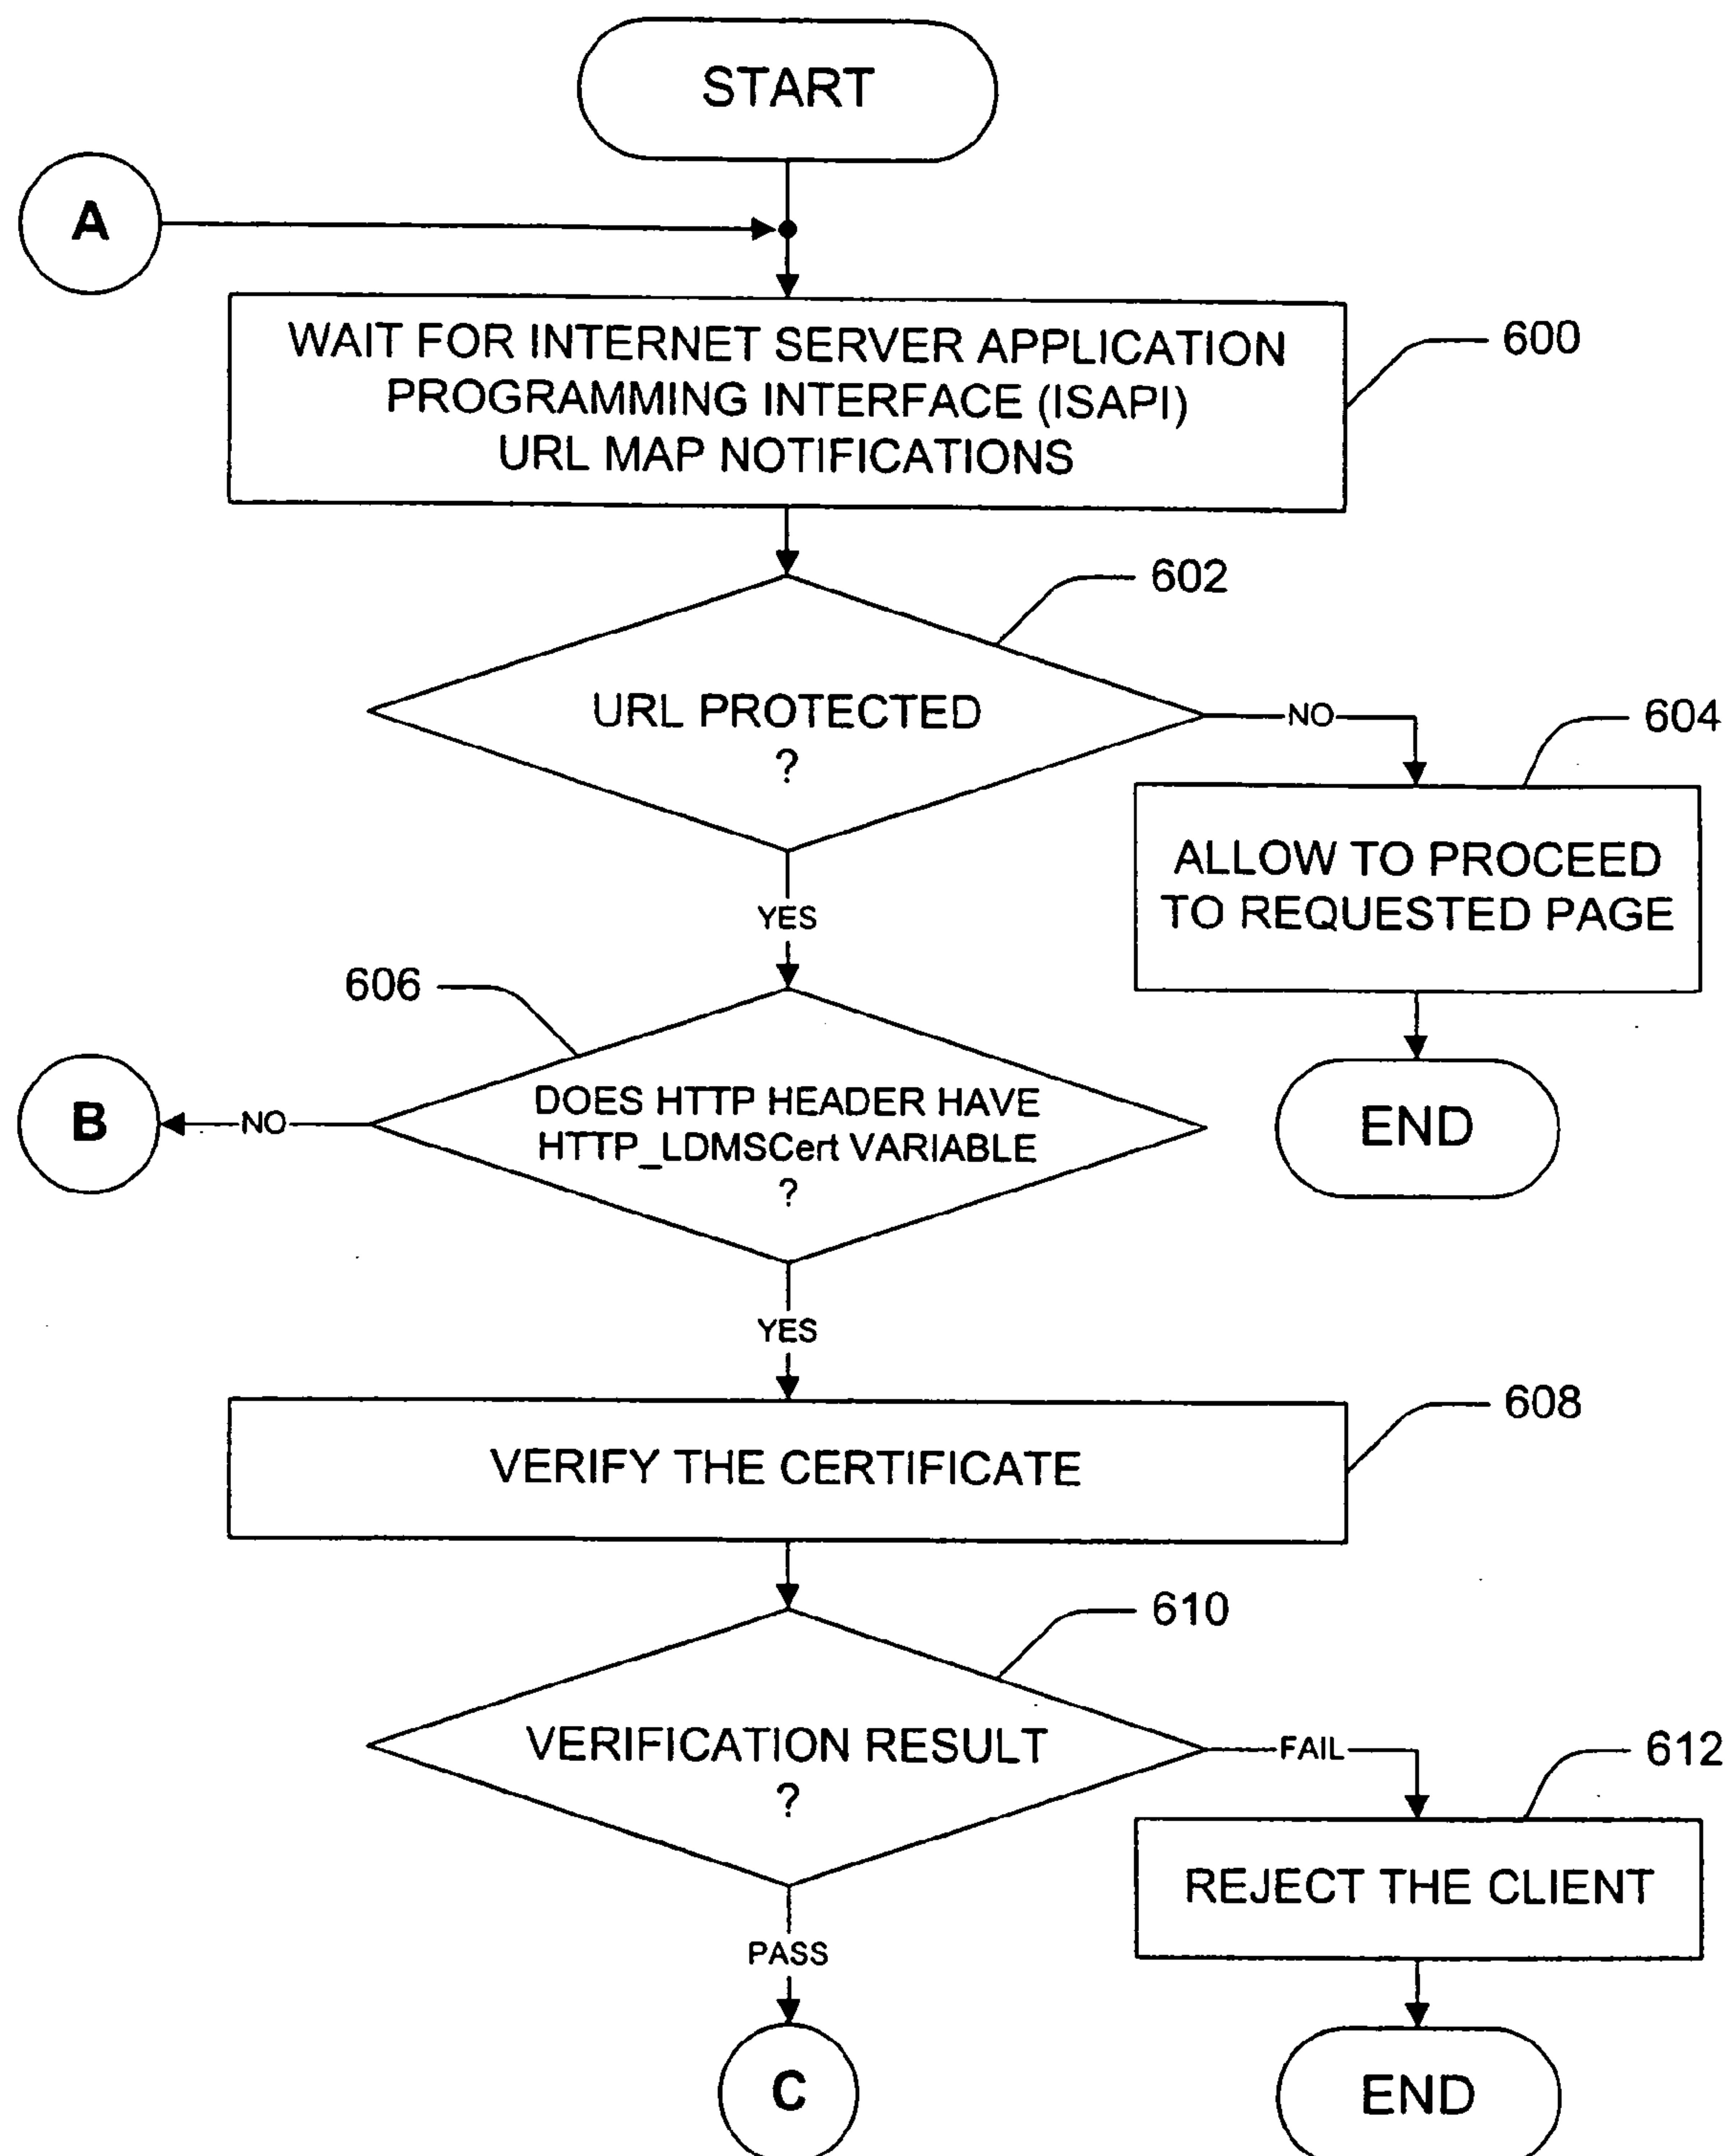 START
A
WAIT FOR INTERNET SERVER APPLICATION
PROGRAMMING INTERFACE (ISAPI)
URL MAP NOTIFICATIONS
600
602
URL PROTECTED
?
NO
604
ALLOW TO PROCEED
TO REQUESTED PAGE
YES
606
DOES HTTP HEADER HAVE
HTTP_LDMSCert VARIABLE
?
NO
B
END
YES
608
VERIFY THE CERTIFICATE
610
VERIFICATION RESULT
?
FAIL
612
REJECT THE CLIENT
PASS
C
END